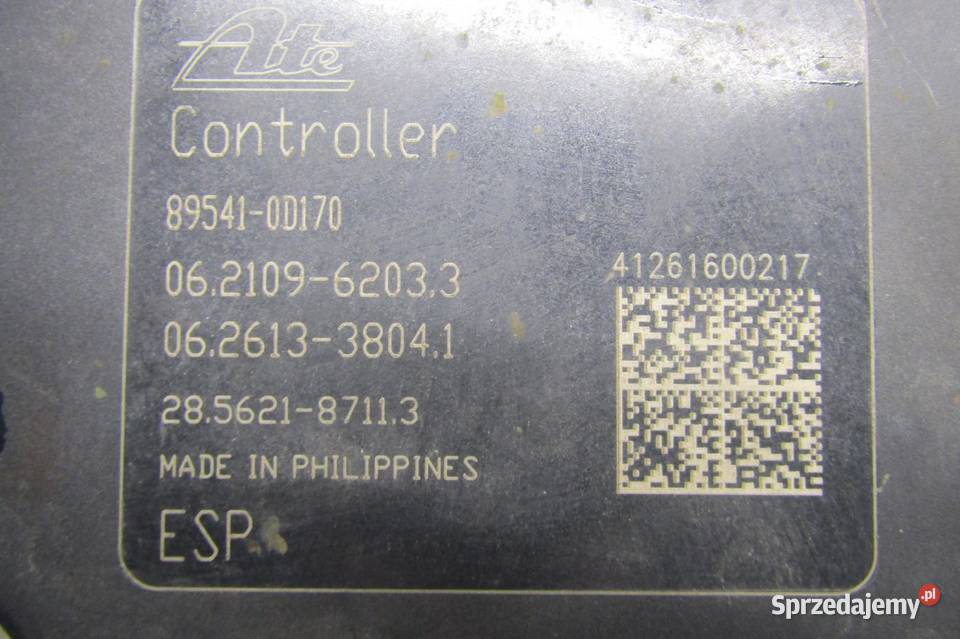 Ate
Controller
89541-0D170
06.2109-6203.3
06.2613-3804.1
28.5621-8711.3
MADE IN PHILIPPINES
ESP
41261600217
Sprzedajemy.pl